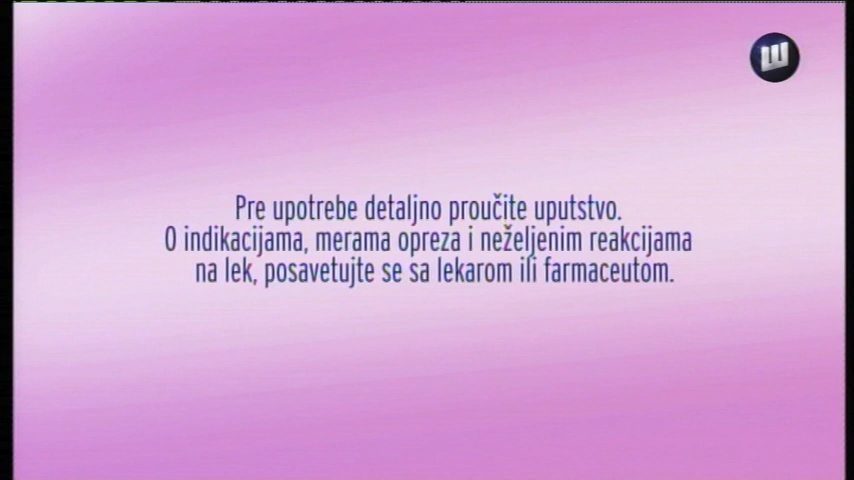 Ш
Pre upotrebe detaljno proučite uputstvo.
O indikacijama, merama opreza i neželjenim reakcijama
na lek, posavetujte se sa lekarom ili farmaceutom.